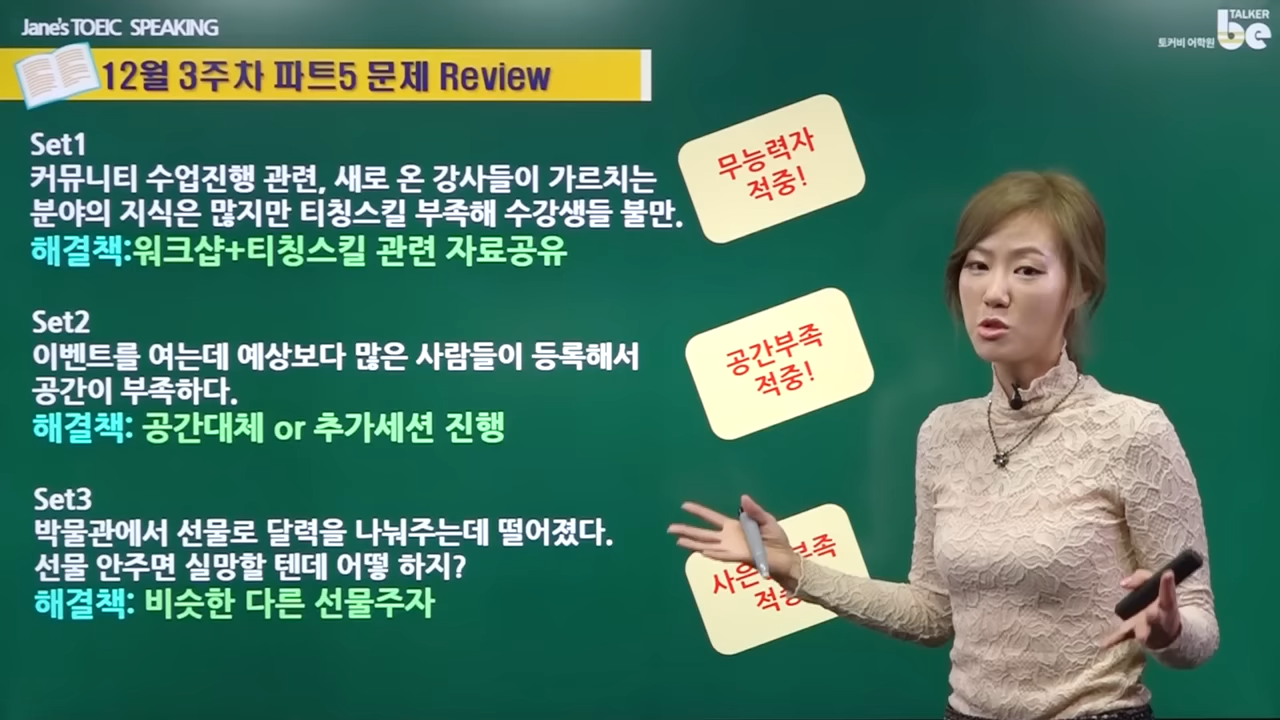 Jane's TOEIC SPEAKING
TALKER
be
토커비 어학원
12월 3주차 파트5 문제 Review
Set1
커뮤니티 수업진행 관련, 새로 온 강사들이 가르치는
분야의 지식은 많지만 티칭스킬 부족해 수강생들 불만.
해결책:워크샵+티칭스킬 관련 자료공유
무능력자
적중!
Set2
이벤트를 여는데 예상보다 많은 사람들이 등록해서
공간이 부족하다.
해결책: 공간대체 or 추가세션 진행
공간부족
적중!
Set3
박물관에서 선물로 달력을 나눠주는데 떨어졌다.
선물 안주면 실망할 텐데 어떻 하지?
해결책: 비슷한 다른 선물주자